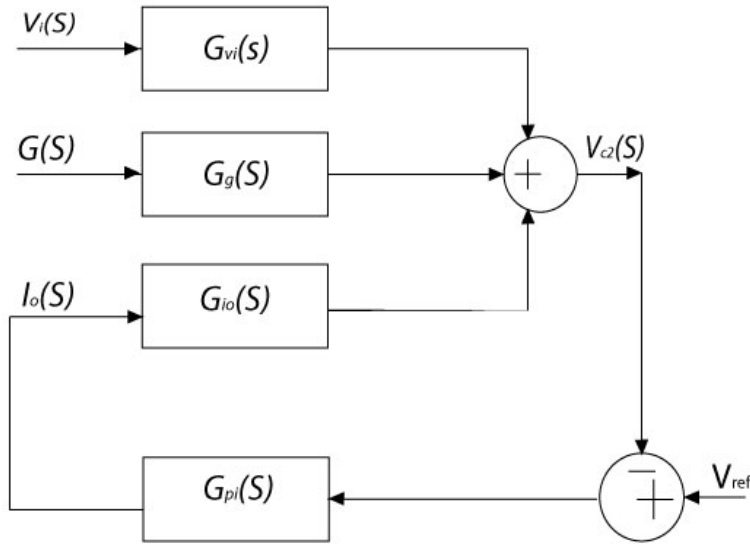 Vi(S)
Gvi(s)
G(S)
Gg(S)
+
Vc2(S)
Io(S)
Gio(S)
Gpi(S)
−
+
Vref